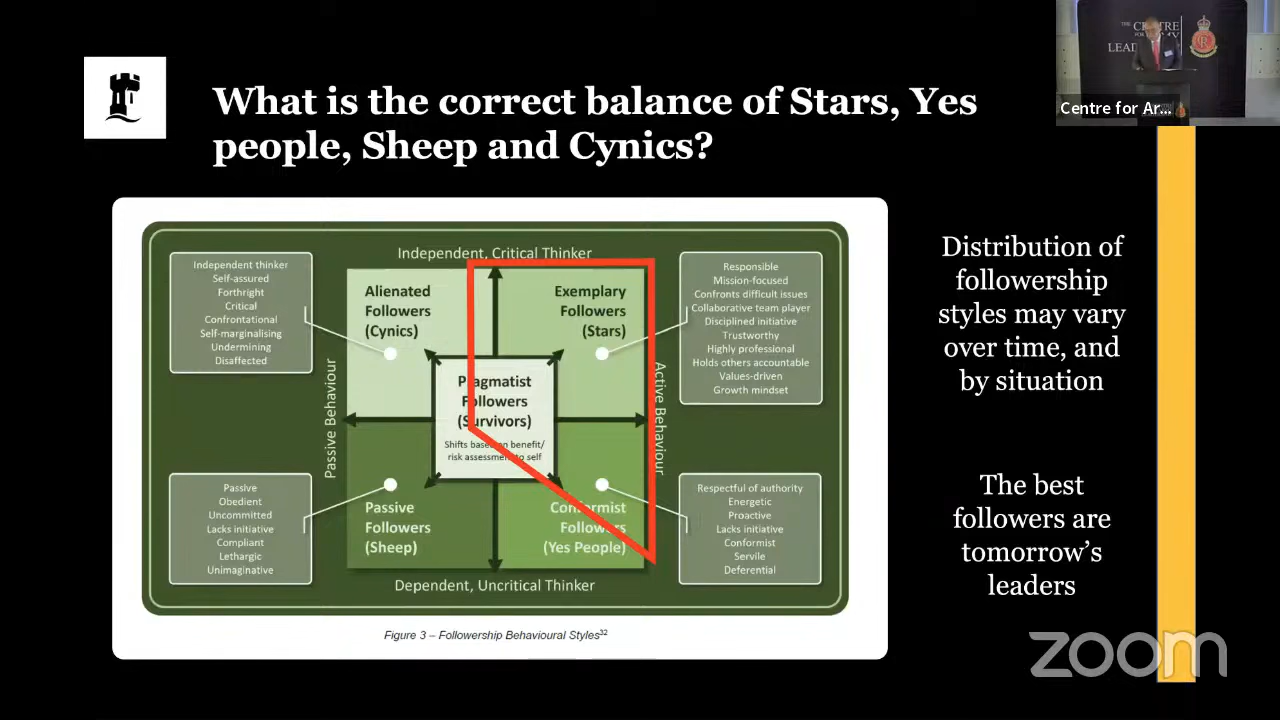 What is the correct balance of Stars, Yes
people, Sheep and Cynics?
THE CENTRE
Centre for Ar...
Independent, Critical Thinker
Independent thinker
Self-assured
Forthright
Critical
Confrontational
Self-marginalising
Undermining
Disaffected
Alienated
Followers
(Cynics)
Exemplary
Followers
(Stars)
Responsible
Mission-focused
Confronts difficult issues
Collaborative team player
Disciplined initiative
Trustworthy
Highly professional
Holds others accountable
Values-driven
Growth mindset
Passive Behaviour
Pragmatist
Followers
(Survivors)
Shifts based on benefit/
risk assessment to self
Active Behaviour
Passive
Obedient
Uncommitted
Lacks initiative
Compliant
Lethargic
Unimaginative
Passive
Followers
(Sheep)
Conformist
Followers
(Yes People)
Respectful of authority
Energetic
Proactive
Lacks initiative
Conformist
Servile
Deferential
Dependent, Uncritical Thinker
Figure 3 – Followership Behavioural Styles32
Distribution of
followership
styles may vary
over time, and
by situation
The best
followers are
tomorrow's
leaders
zoom